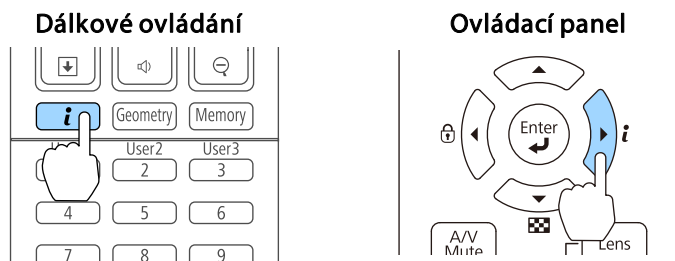 Dálkové ovládání
Ovládací panel
i
Geometry
Memory
User2
User3
2
3
4
5
6
7
8
9
Enter
i
A/V
Mute
Lens